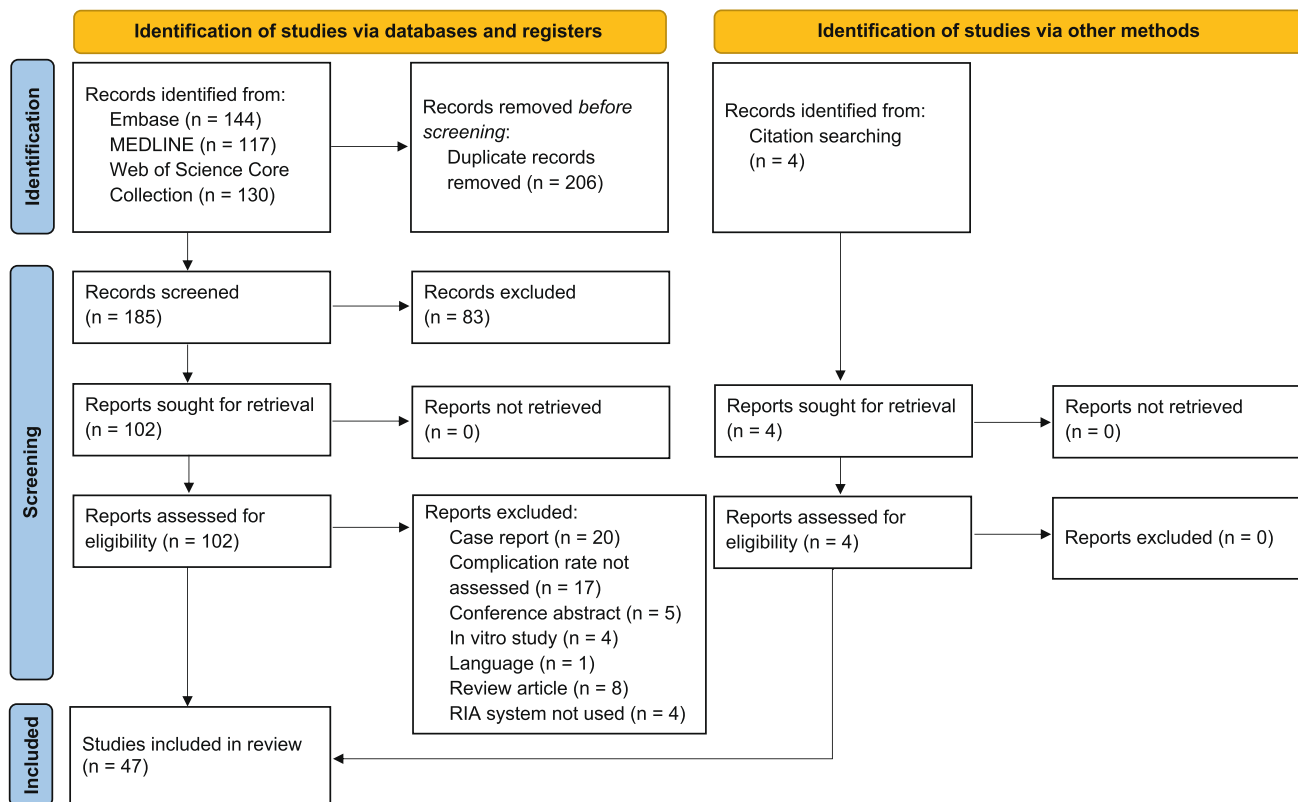 Identification of studies via databases and registers
Identification of studies via other methods
Identification
Records identified from:
Embase (n = 144)
MEDLINE (n = 117)
Web of Science Core
Collection (n = 130)
Records removed before
screening:
Duplicate records
removed (n = 206)
Records identified from:
Citation searching
(n = 4)
Screening
Records screened
(n = 185)
Records excluded
(n = 83)
Reports sought for retrieval
(n = 102)
Reports not retrieved
(n = 0)
Reports sought for retrieval
(n = 4)
Reports not retrieved
(n = 0)
Reports assessed for
eligibility (n = 102)
Reports excluded:
Case report (n = 20)
Complication rate not
assessed (n = 17)
Conference abstract (n = 5)
In vitro study (n = 4)
Language (n = 1)
Review article (n = 8)
RIA system not used (n = 4)
Reports assessed for
eligibility (n = 4)
Reports excluded (n = 0)
Included
Studies included in review
(n = 47)